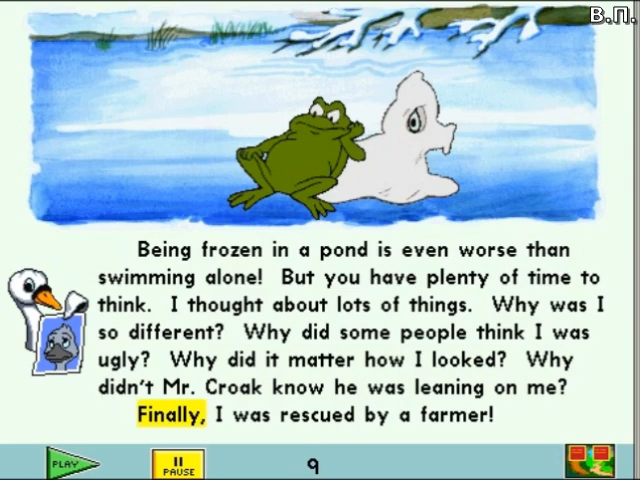 В.П.
Being frozen in a pond is even worse than
swimming alone! But you have plenty of time to
think. I thought about lots of things. Why was I
so different? Why did some people think I was
ugly? Why did it matter how I looked? Why
didn't Mr. Croak know he was leaning on me?
Finally, I was rescued by a farmer!
PLAY
PAUSE
9